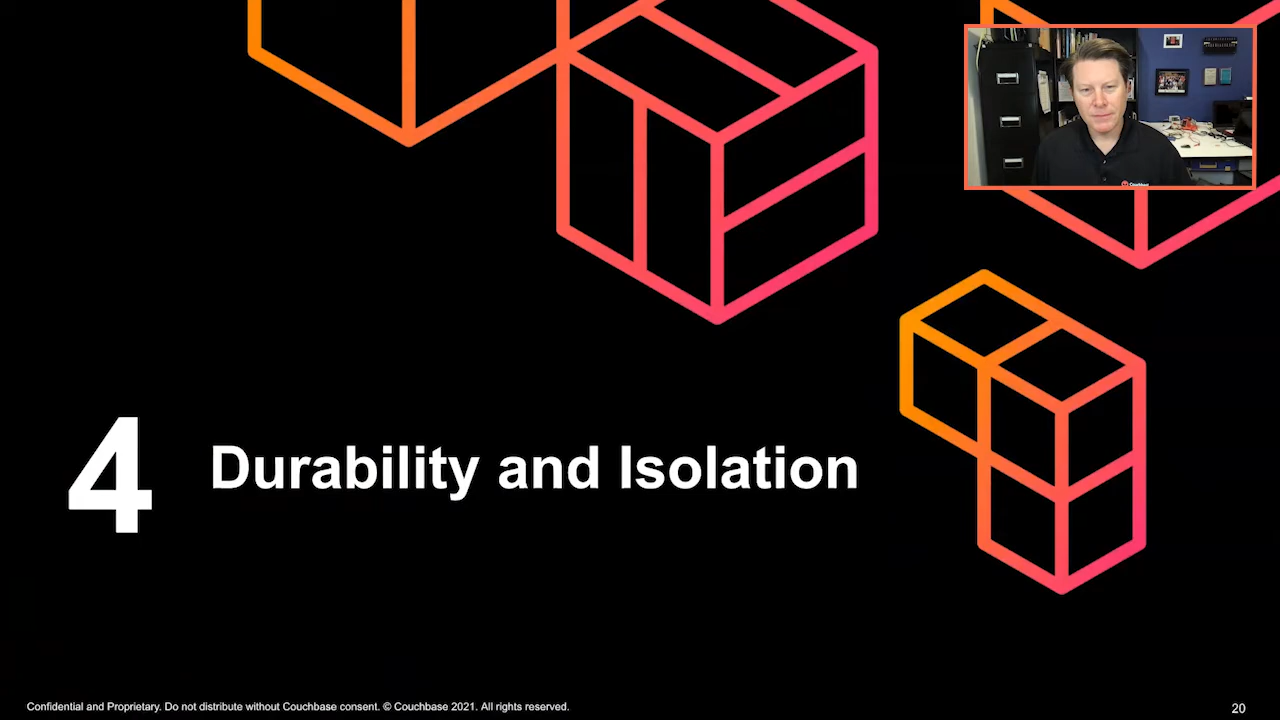 4 Durability and Isolation
Confidential and Proprietary. Do not distribute without Couchbase consent. © Couchbase 2021. All rights reserved.
20
Couchbase